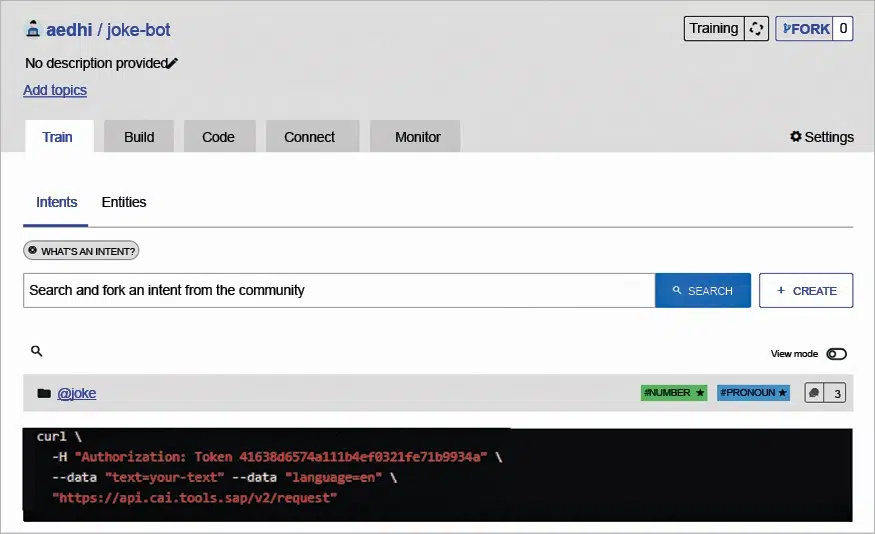 aedhi / joke-bot
Training
FORK 0
No description provided
Add topics
Train Build Code Connect Monitor
Settings
Intents Entities
WHAT'S AN INTENT?
Search and fork an intent from the community
SEARCH
+ CREATE
View mode
@joke
#NUMBER ★ #PRONOUN ★ 3
curl \
-H "Authorization: Token 41638d6574a111b4ef0321fe71b9934a" \
--data "text=your-text" --data "language=en" \
"https://api.cai.tools.sap/v2/request"